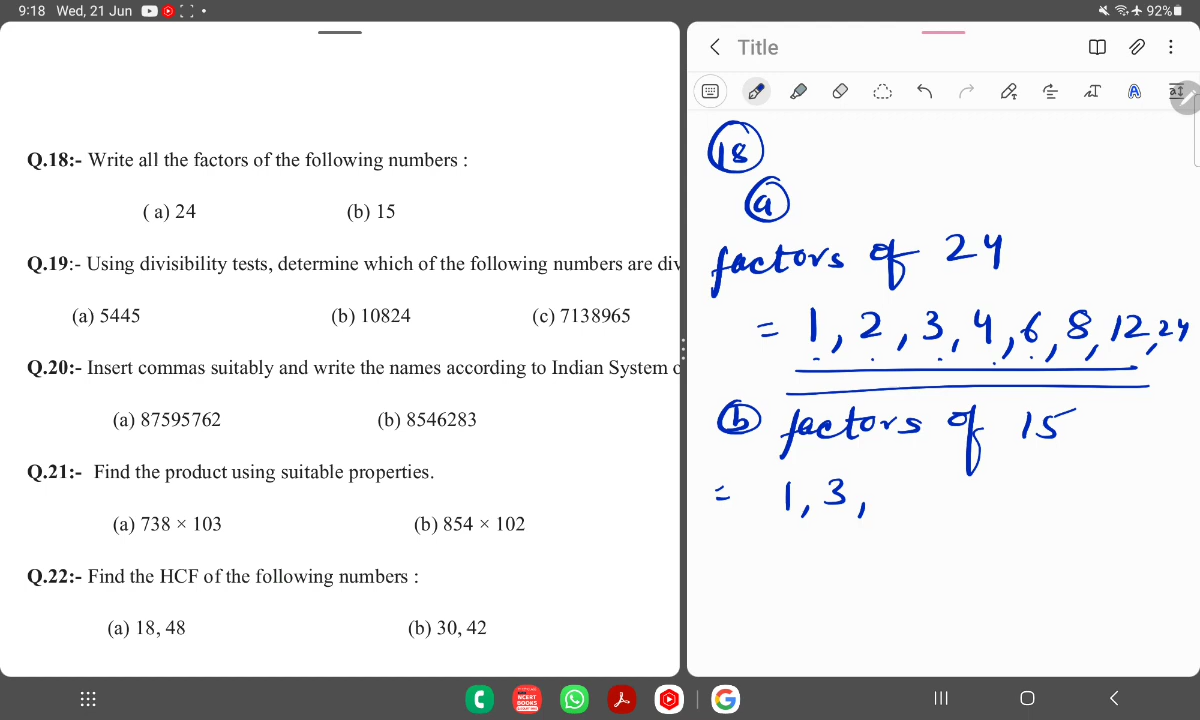 9:18 Wed, 21 Jun
92%
Q.18:- Write all the factors of the following numbers :
( a) 24 (b) 15
Q.19:- Using divisibility tests, determine which of the following numbers are div
(a) 5445 (b) 10824 (c) 7138965
Q.20:- Insert commas suitably and write the names according to Indian System o
(a) 87595762 (b) 8546283
Q.21:- Find the product using suitable properties.
(a) 738 × 103 (b) 854 × 102
Q.22:- Find the HCF of the following numbers :
(a) 18, 48 (b) 30, 42
Title
18
a
factors of 24
= 1, 2, 3, 4, 6, 8, 12, 24
b factors of 15
= 1, 3,
NCERT
BOOKS